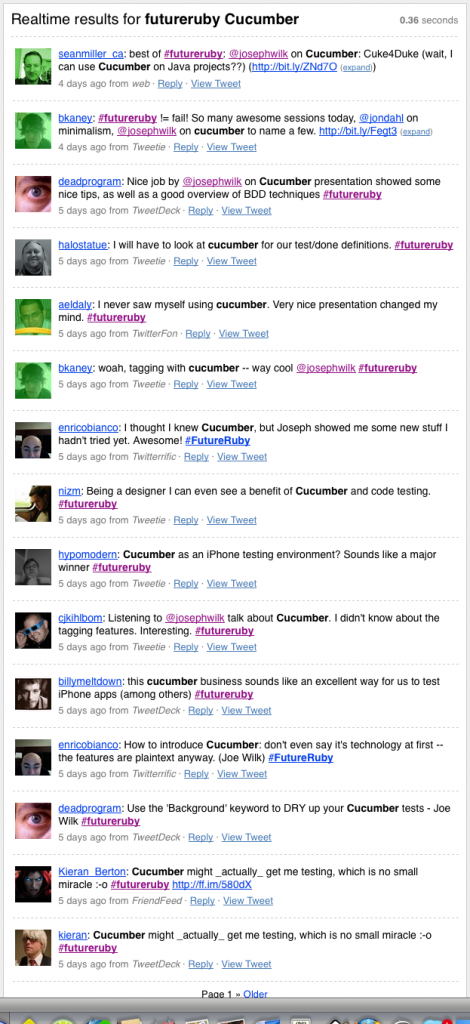 Realtime results for futureruby Cucumber 0.36 seconds
seanmiller_ca: best of #futureruby: @josephwilk on Cucumber: Cuke4Duke (wait, I
can use Cucumber on Java projects??) (http://bit.ly/ZNd7O (expand))
4 days ago from web · Reply · View Tweet
bkaney: #futureruby != fail! So many awesome sessions today, @jondahl on
minimalism, @josephwilk on cucumber to name a few. http://bit.ly/Fegt3 (expand)
4 days ago from Tweetie · Reply · View Tweet
deadprogram: Nice job by @josephwilk on Cucumber presentation showed some
nice tips, as well as a good overview of BDD techniques #futureruby
5 days ago from TweetDeck · Reply · View Tweet
halostatue: I will have to look at cucumber for our test/done definitions. #futureruby
5 days ago from Tweetie · Reply · View Tweet
aeldaly: I never saw myself using cucumber. Very nice presentation changed my
mind. #futureruby
5 days ago from TwitterFon · Reply · View Tweet
bkaney: woah, tagging with cucumber -- way cool @josephwilk #futureruby
5 days ago from Tweetie · Reply · View Tweet
enricobianco: I thought I knew Cucumber, but Joseph showed me some new stuff I
hadn't tried yet. Awesome! #FutureRuby
5 days ago from Twitterrific · Reply · View Tweet
nizm: Being a designer I can even see a benefit of Cucumber and code testing.
#futureruby
5 days ago from Tweetie · Reply · View Tweet
hypomodern: Cucumber as an iPhone testing environment? Sounds like a major
winner #futureruby
5 days ago from Tweetie · Reply · View Tweet
cjkihlbom: Listening to @josephwilk talk about Cucumber. I didn't know about the
tagging features. Interesting. #futureruby
5 days ago from Tweetie · Reply · View Tweet
billymeltdown: this cucumber business sounds like an excellent way for us to test
iPhone apps (among others) #futureruby
5 days ago from TweetDeck · Reply · View Tweet
enricobianco: How to introduce Cucumber: don't even say it's technology at first --
the features are plaintext anyway. (Joe Wilk) #FutureRuby
5 days ago from Twitterrific · Reply · View Tweet
deadprogram: Use the 'Background' keyword to DRY up your Cucumber tests - Joe
Wilk #futureruby
5 days ago from TweetDeck · Reply · View Tweet
Kieran_Berton: Cucumber might _actually_ get me testing, which is no small
miracle :-o #futureruby http://ff.im/580dX
5 days ago from FriendFeed · Reply · View Tweet
kieran: Cucumber might _actually_ get me testing, which is no small miracle :-o
#futureruby
5 days ago from TweetDeck · Reply · View Tweet
Page 1 » Older